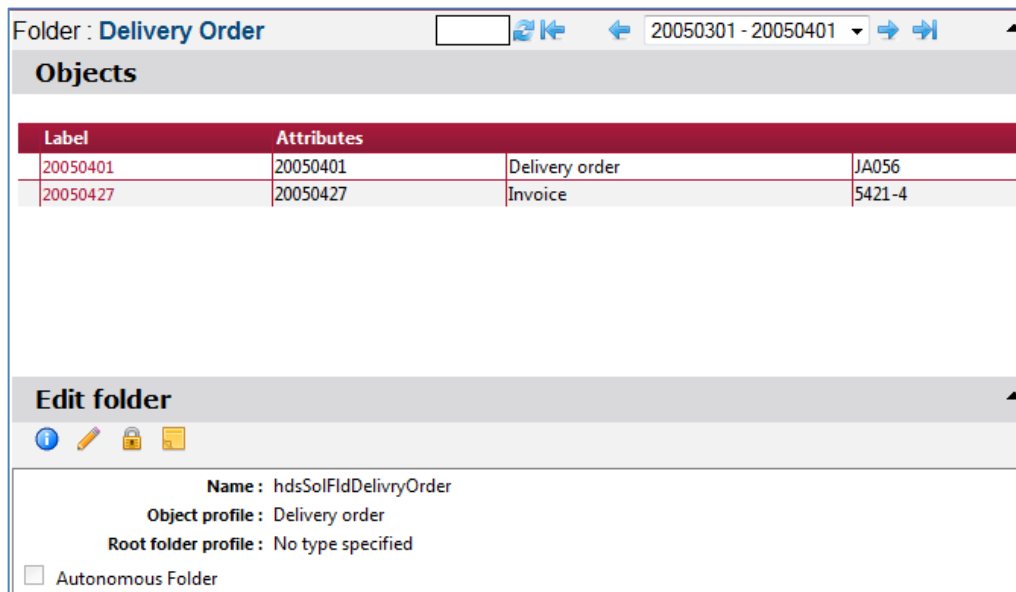 Folder : Delivery Order 20050301 - 20050401
Objects
Label Attributes
20050401 20050401 Delivery order JA056
20050427 20050427 Invoice 5421-4
Edit folder
Name : hdsSolFldDelivryOrder
Object profile : Delivery order
Root folder profile : No type specified
Autonomous Folder